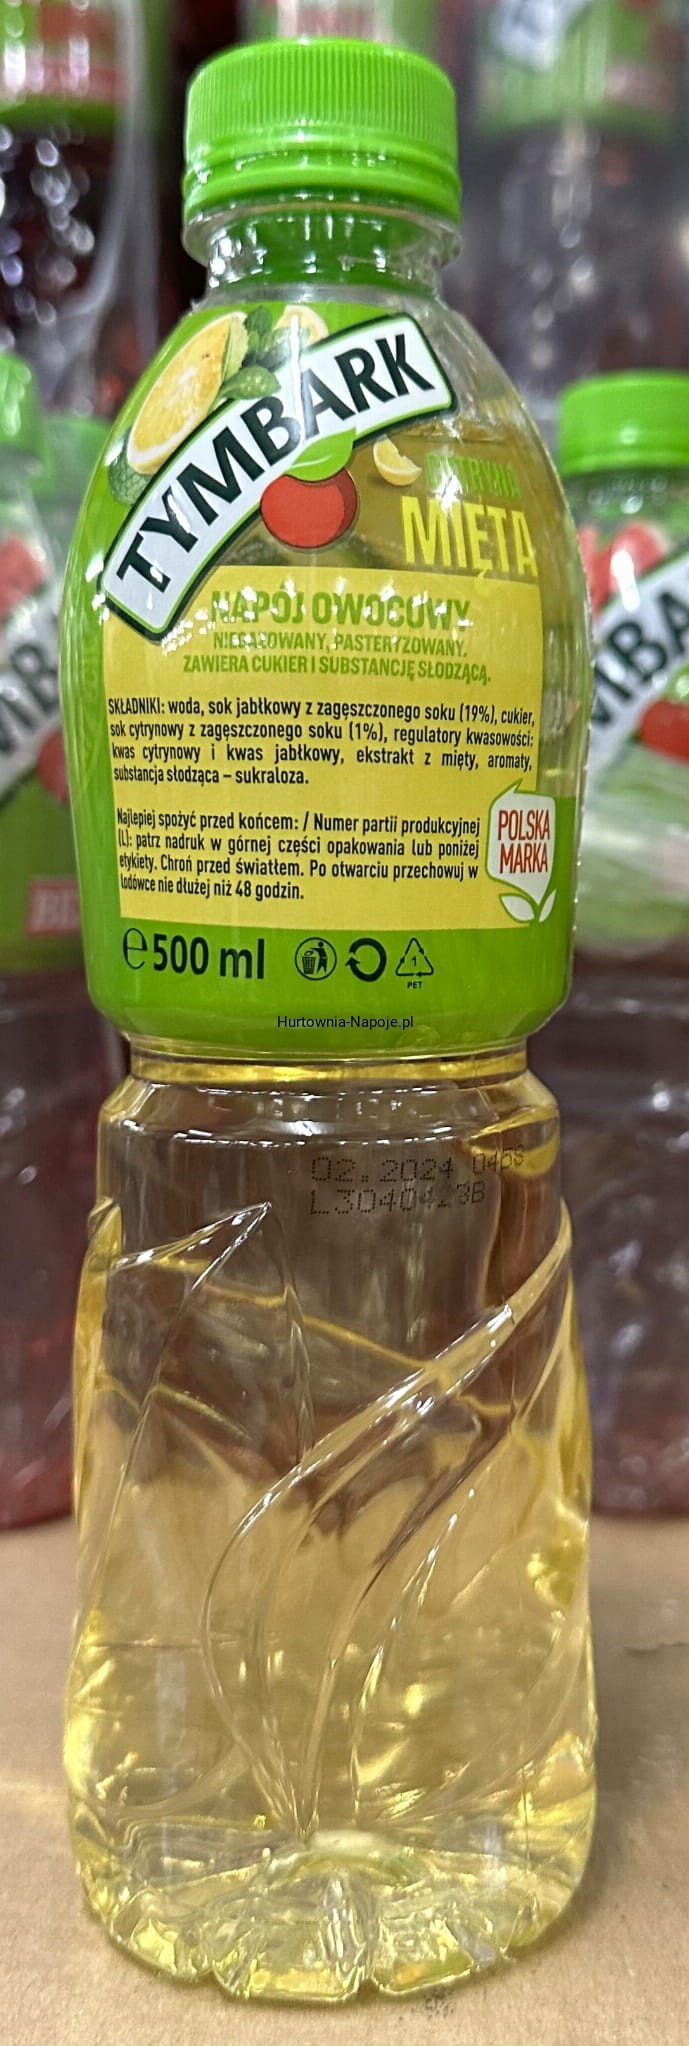 TYMBARK
CYTRYNA
MIĘTA
NAPÓJ OWOCOWY
NIEGAZOWANY, PASTERYZOWANY.
ZAWIERA CUKIER I SUBSTANCJĘ SŁODZĄCĄ.
SKŁADNIKI: woda, sok jabłkowy z zagęszczonego soku (19%), cukier,
sok cytrynowy z zagęszczonego soku (1%), regulatory kwasowości:
kwas cytrynowy i kwas jabłkowy, ekstrakt z mięty, aromaty,
substancja słodząca – sukraloza.
Najlepiej spożyć przed końcem: / Numer partii produkcyjnej
(L): patrz nadruk w górnej części opakowania lub poniżej
etykiety. Chroń przed światłem. Po otwarciu przechowuj w
lodówce nie dłużej niż 48 godzin.
POLSKA
MARKA
e 500 ml
1
PET
Hurtownia-Napoje.pl
02.2024